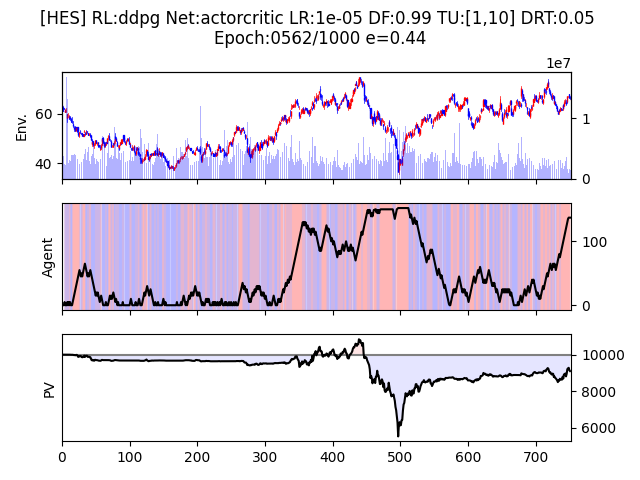 [HES] RL:ddpg Net:actorcritic LR:1e-05 DF:0.99 TU:[1,10] DRT:0.05
Epoch:0562/1000 e=0.44
1e7
Env.
60
40
1
0
Agent
100
0
PV
10000
8000
6000
0 100 200 300 400 500 600 700